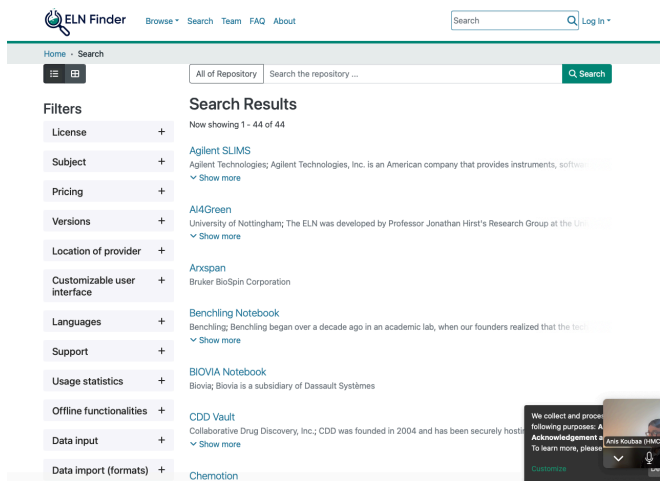 ELN Finder
Browse Search Team FAQ About
Search
Log In
Home • Search
All of Repository
Search the repository ...
Search
Filters
License +
Subject +
Pricing +
Versions +
Location of provider +
Customizable user
interface +
Languages +
Support +
Usage statistics +
Offline functionalities +
Data input +
Data import (formats) +
Search Results
Now showing 1 - 44 of 44
Agilent SLIMS
Agilent Technologies; Agilent Technologies, Inc. is an American company that provides instruments,
Show more
AI4Green
University of Nottingham; The ELN was developed by Professor Jonathan Hirst's Research Group at the
Show more
Arxspan
Bruker BioSpin Corporation
Benchling Notebook
Benchling; Benchling began over a decade ago in an academic lab, when our founders realized that the
Show more
BIOVIA Notebook
Biovia; Biovia is a subsidiary of Dassault Systèmes
CDD Vault
Collaborative Drug Discovery, Inc.; CDD was founded in 2004 and has been securely
Show more
Chemotion
We collect and
following purposes:
Acknowledgement
To learn more, please
Customize
Anis Koubaa (HMC